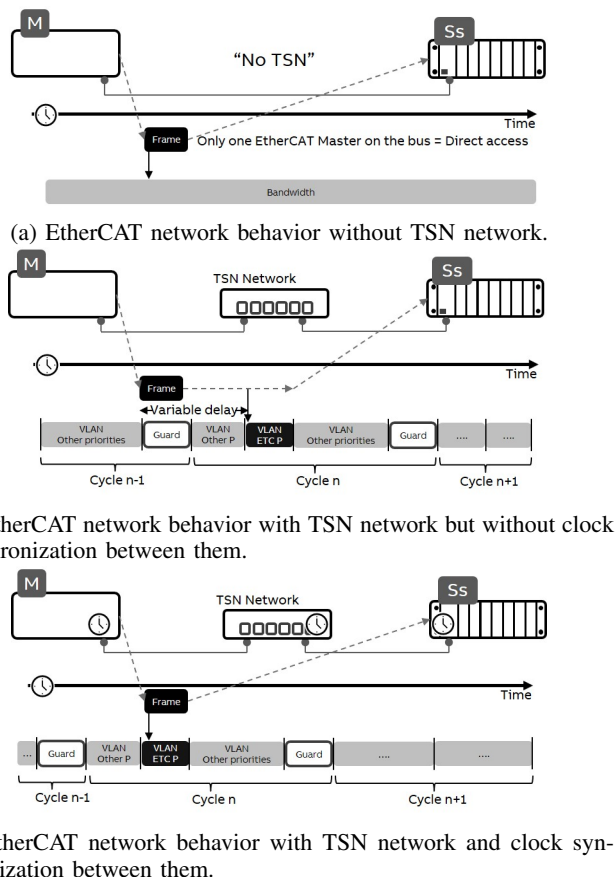 M
Ss
"No TSN"
Time
Frame
Only one EtherCAT Master on the bus = Direct access
Bandwidth
(a) EtherCAT network behavior without TSN network.
M
TSN Network
Ss
Time
Frame
Variable delay
VLAN Other priorities
Guard
VLAN Other P
VLAN ETC P
VLAN Other priorities
Guard
....
....
Cycle n-1
Cycle n
Cycle n+1
herCAT network behavior with TSN network but without clock
ronization between them.
M
TSN Network
Ss
Time
Frame
...
Guard
VLAN Other P
VLAN ETC P
VLAN Other priorities
Guard
....
....
Cycle n-1
Cycle n
Cycle n+1
therCAT network behavior with TSN network and clock syn-
ization between them.